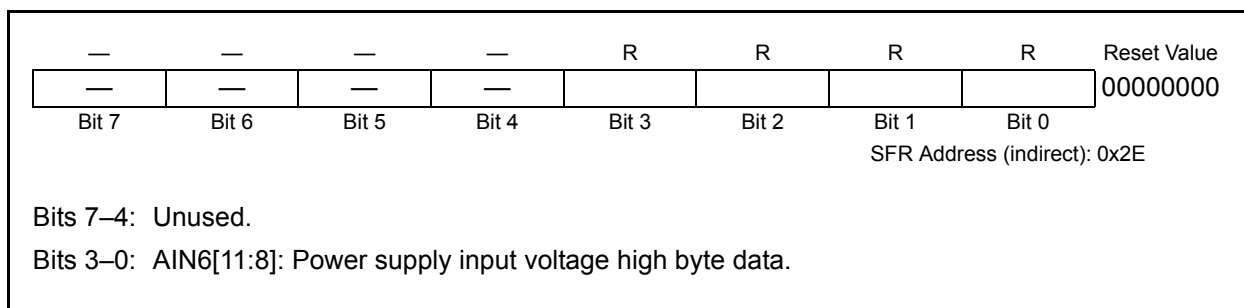 — — — — R R R R Reset Value
— — — — 00000000
Bit 7 Bit 6 Bit 5 Bit 4 Bit 3 Bit 2 Bit 1 Bit 0
SFR Address (indirect): 0x2E
Bits 7–4: Unused.
Bits 3–0: AIN6[11:8]: Power supply input voltage high byte data.